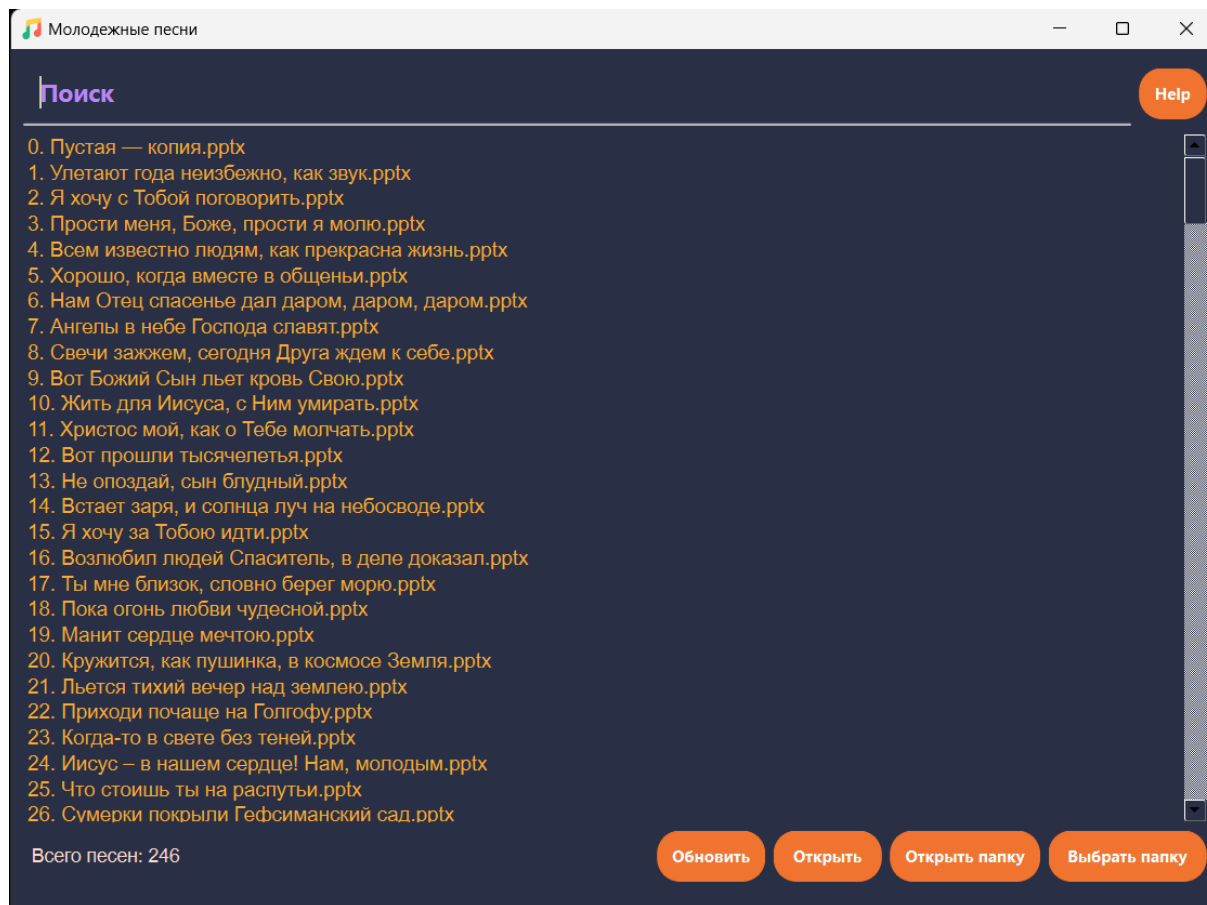 Молодежные песни
Поиск
Help
0. Пустая — копия.pptx
1. Улетают года неизбежно, как звук.pptx
2. Я хочу с Тобой поговорить.pptx
3. Прости меня, Боже, прости я молю.pptx
4. Всем известно людям, как прекрасна жизнь.pptx
5. Хорошо, когда вместе в общеньи.pptx
6. Нам Отец спасенье дал даром, даром, даром.pptx
7. Ангелы в небе Господа славят.pptx
8. Свечи зажжем, сегодня Друга ждем к себе.pptx
9. Вот Божий Сын льет кровь Свою.pptx
10. Жить для Иисуса, с Ним умирать.pptx
11. Христос мой, как о Тебе молчать.pptx
12. Вот прошли тысячелетья.pptx
13. Не опоздай, сын блудный.pptx
14. Встает заря, и солнца луч на небосводе.pptx
15. Я хочу за Тобою идти.pptx
16. Возлюбил людей Спаситель, в деле доказал.pptx
17. Ты мне близок, словно берег морю.pptx
18. Пока огонь любви чудесной.pptx
19. Манит сердце мечтою.pptx
20. Кружится, как пушинка, в космосе Земля.pptx
21. Льется тихий вечер над землею.pptx
22. Приходи почаще на Голгофу.pptx
23. Когда-то в свете без теней.pptx
24. Иисус – в нашем сердце! Нам, молодым.pptx
25. Что стоишь ты на распутьи.pptx
26. Сумерки покрыли Гефсиманский сад.pptx
Всего песен: 246
Обновить
Открыть
Открыть папку
Выбрать папку